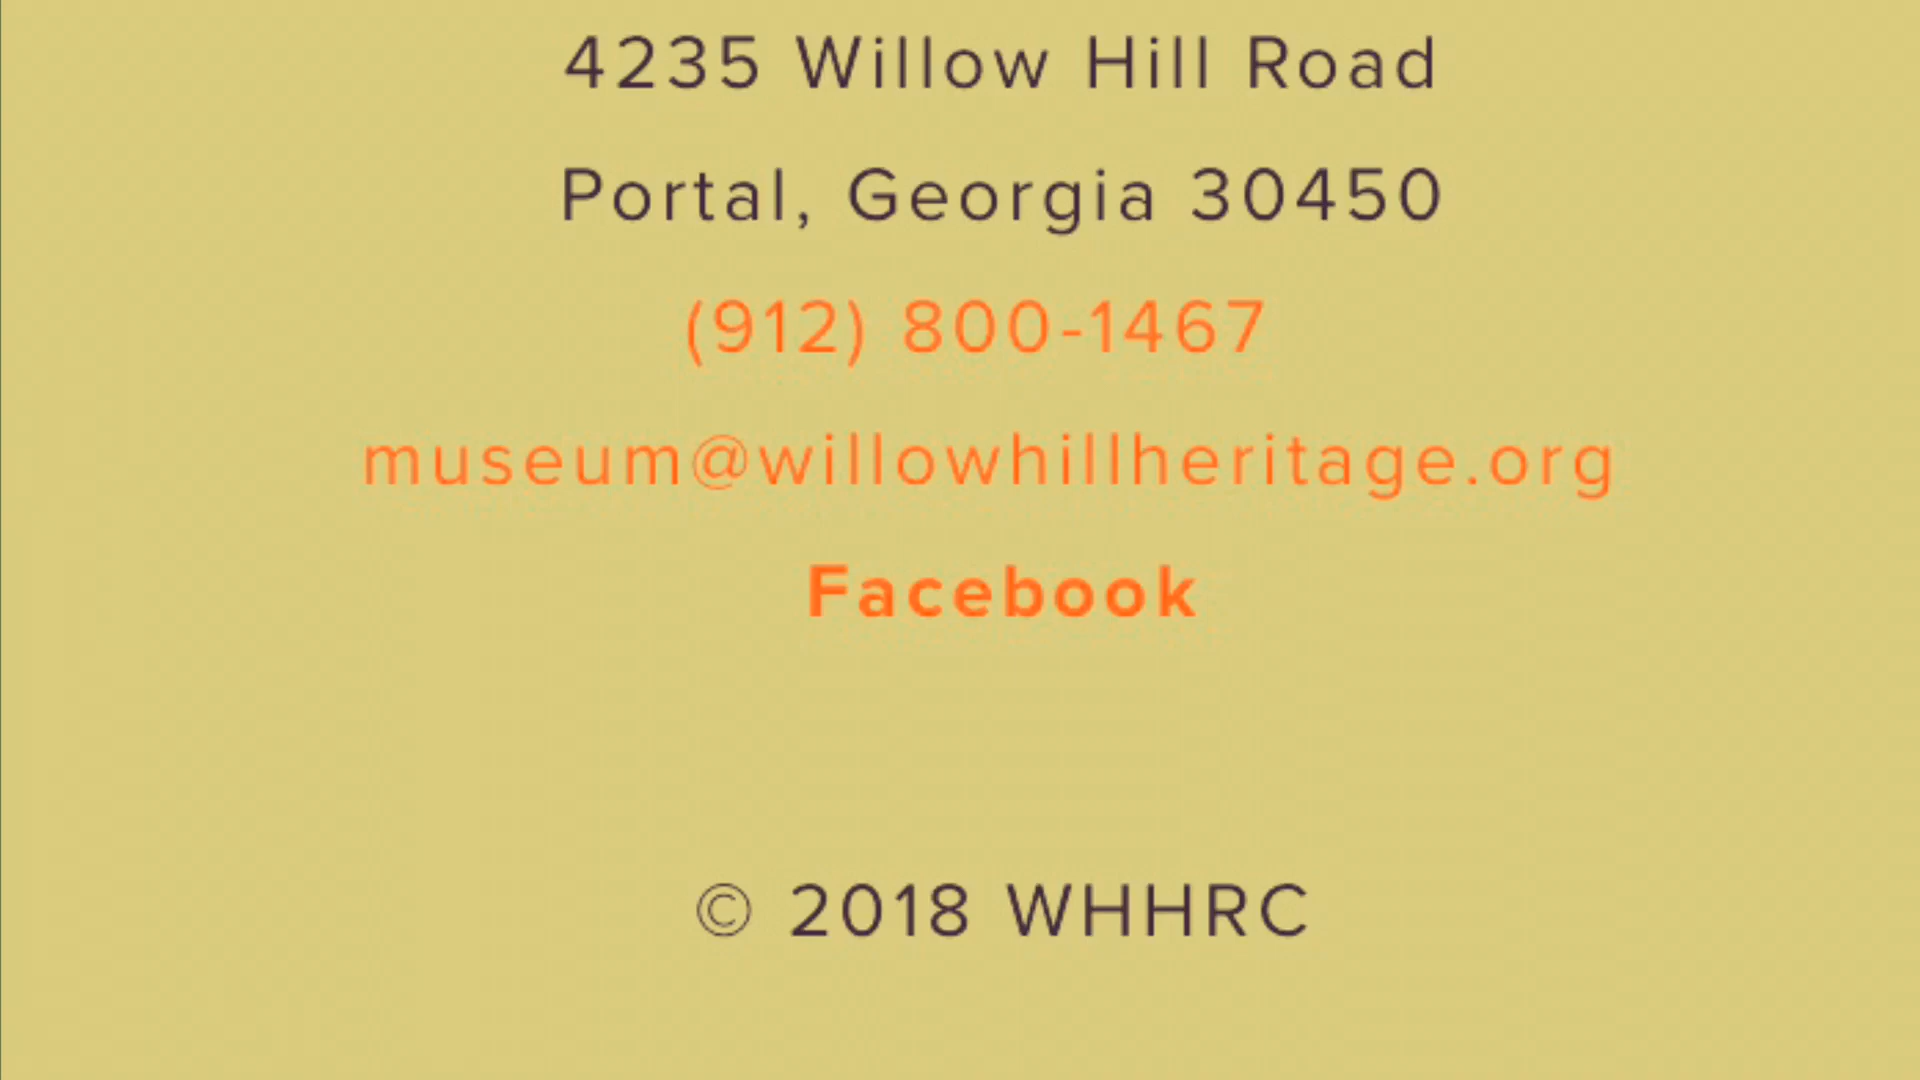 4235 Willow Hill Road
Portal, Georgia 30450
(912) 800-1467
museum@willowhillheritage.org
Facebook
© 2018 WHHRC